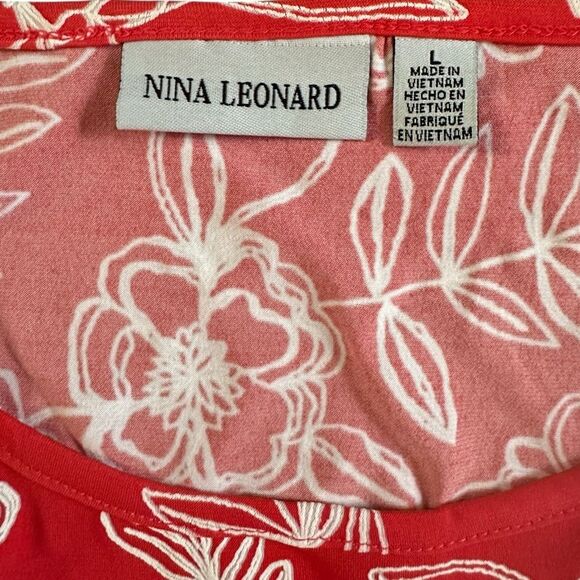 NINA LEONARD
L
MADE IN
VIETNAM
HECHO EN
VIETNAM
FABRIQUÉ
EN VIETNAM